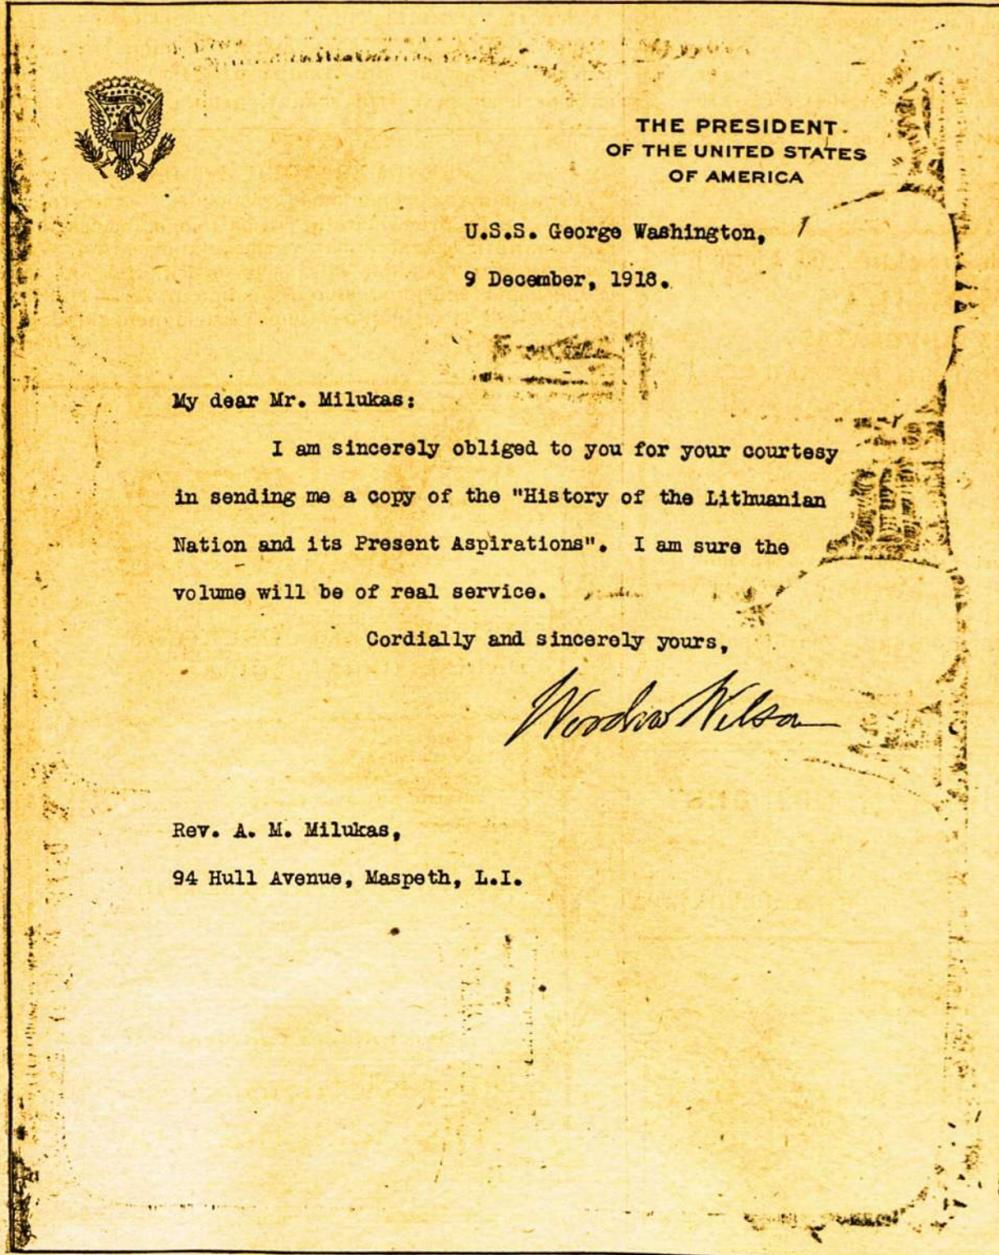 THE PRESIDENT
OF THE UNITED STATES
OF AMERICA
U.S.S. George Washington,
9 December, 1918.
My dear Mr. Milukas:
I am sincerely obliged to you for your courtesy
in sending me a copy of the "History of the Lithuanian
Nation and its Present Aspirations". I am sure the
volume will be of real service.
Cordially and sincerely yours,
Woodrow Wilson
Rev. A. M. Milukas,
94 Hull Avenue, Maspeth, L.I.